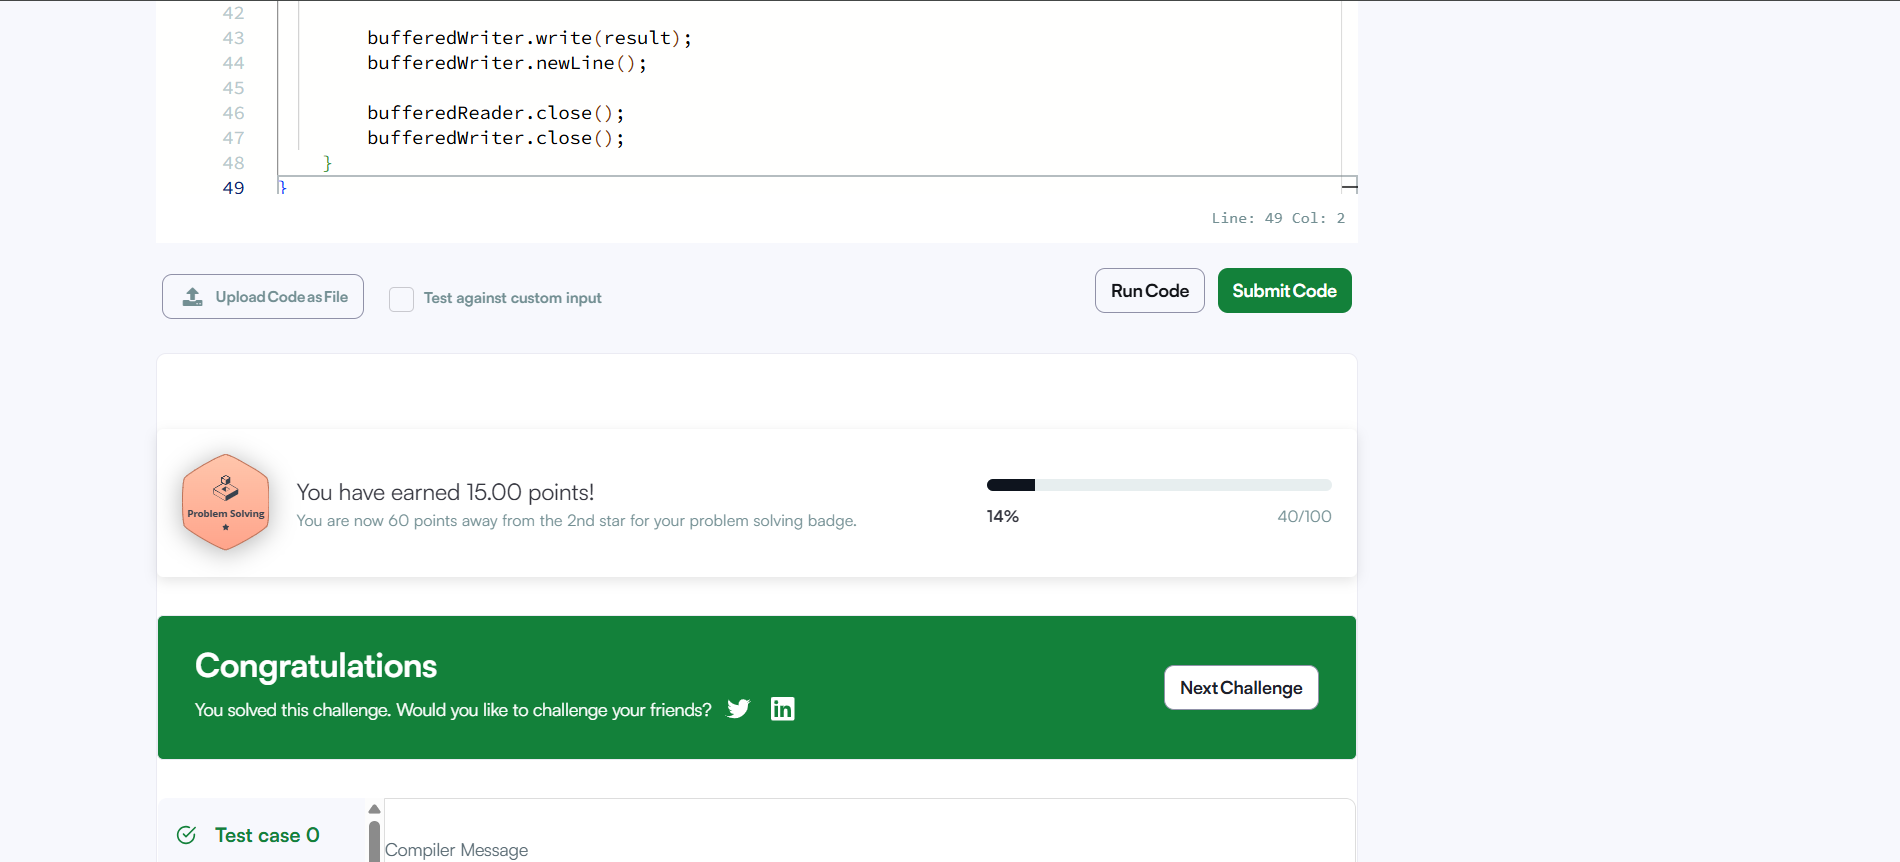 42
43 bufferedWriter.write(result);
44 bufferedWriter.newLine();
45
46 bufferedReader.close();
47 bufferedWriter.close();
48 }
49 }
Line: 49 Col: 2
Upload Code as File
Test against custom input
Run Code
Submit Code
Problem Solving
You have earned 15.00 points!
You are now 60 points away from the 2nd star for your problem solving badge.
14%
40/100
Congratulations
You solved this challenge. Would you like to challenge your friends?
Next Challenge
Test case 0
Compiler Message